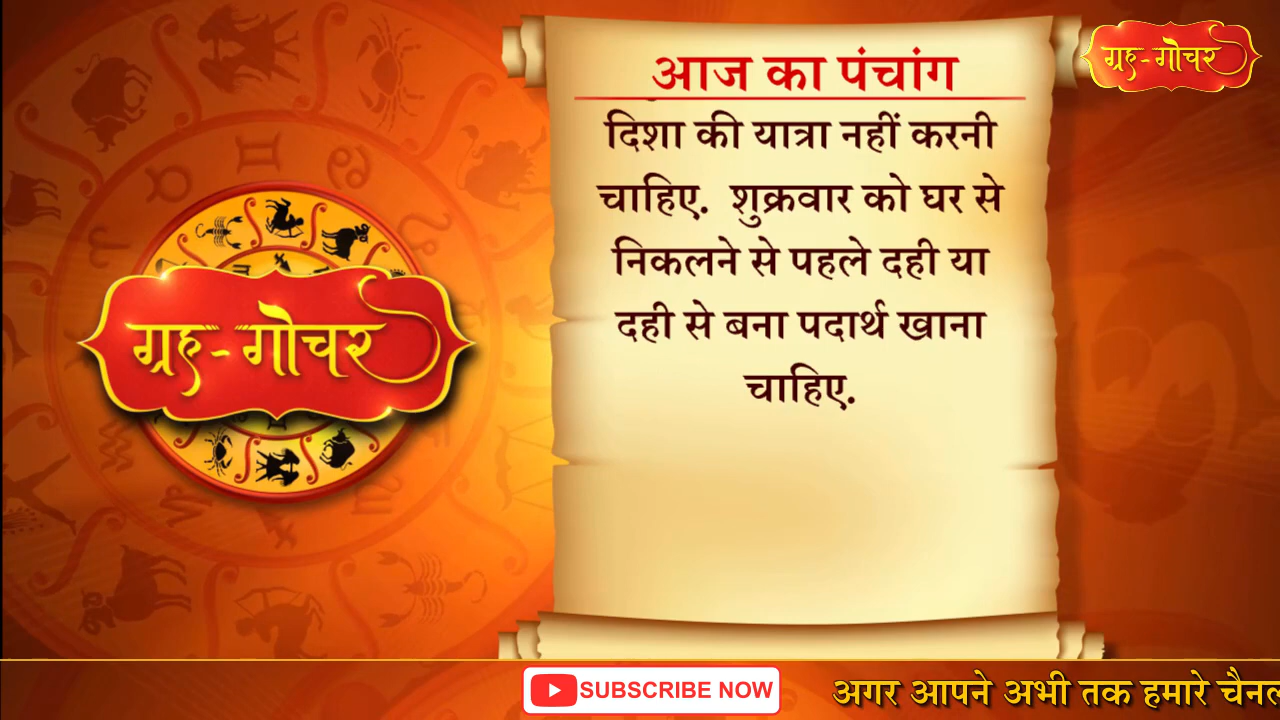 आज का पंचांग
ग्रह-गोचर
दिशा की यात्रा नहीं करनी
चाहिए. शुक्रवार को घर से
निकलने से पहले दही या
दही से बना पदार्थ खाना
चाहिए.
ग्रह-गोचर
SUBSCRIBE NOW
अगर आपने अभी तक हमारे चैनल